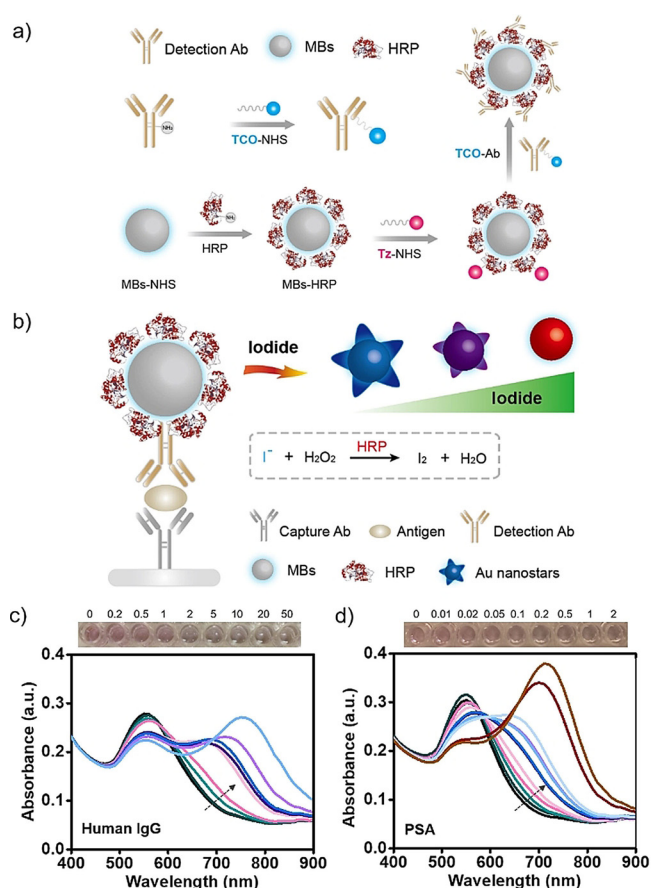 a)
Detection Ab
MBs
HRP
NH₂
TCO-NHS
TCO-Ab
NH₂
HRP
Tz-NHS
MBs-NHS
MBs-HRP
b)
Iodide
Iodide
I⁻ + H₂O₂ HRP I₂ + H₂O
Capture Ab
Antigen
Detection Ab
MBs
HRP
Au nanostars
c)
0 0.2 0.5 1 2 5 10 20 50
0.4
0.3
0.2
0.1
0.0
Absorbance (a.u.)
Human IgG
400 500 600 700 800 900
Wavelength (nm)
d)
0 0.01 0.02 0.05 0.1 0.2 0.5 1 2
0.4
0.3
0.2
0.1
0.0
Absorbance (a.u.)
PSA
400 500 600 700 800 900
Wavelength (nm)